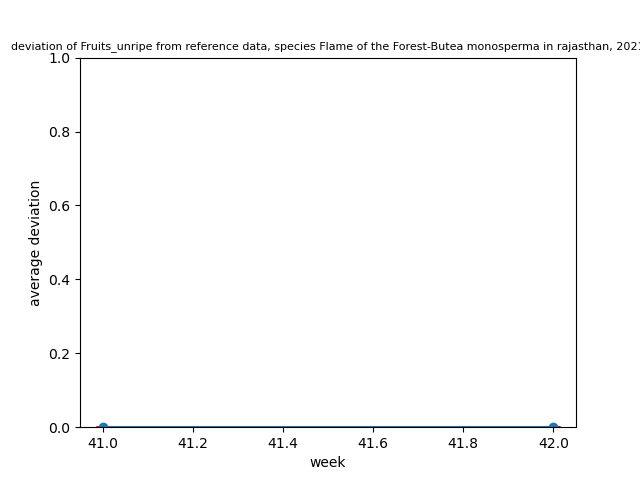 deviation of Fruits_unripe from reference data, species Flame of the Forest-Butea monosperma in rajasthan, 2021
1.0
0.8
0.6
0.4
0.2
0.0
average deviation
41.0 41.2 41.4 41.6 41.8 42.0
week